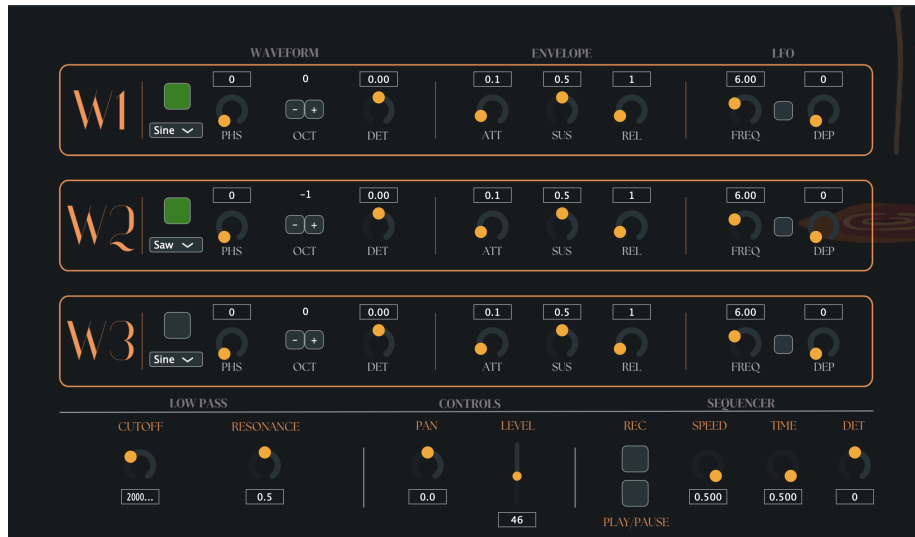 WAVEFORM ENVELOPE LFO
0 0 0.00 0.1 0.5 1 6.00 0
W1 - +
Sine PHS OCT DET ATT SUS REL FREQ DEP
0 -1 0.00 0.1 0.5 1 6.00 0
W2 - +
Saw PHS OCT DET ATT SUS REL FREQ DEP
0 0 0.00 0.1 0.5 1 6.00 0
W3 - +
Sine PHS OCT DET ATT SUS REL FREQ DEP
LOW PASS CONTROLS SEQUENCER
CUTOFF RESONANCE PAN LEVEL REC SPEED TIME DET
2000... 0.5 0.0 0.500 0.500 0
46 PLAY/PAUSE